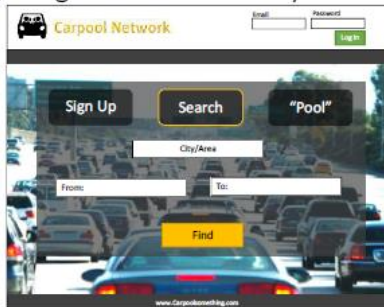 Carpool Network
Email
Password
Log In
Sign Up
Search
"Pool"
City/Area
From:
To:
Find
www.Carpoolsomething.com